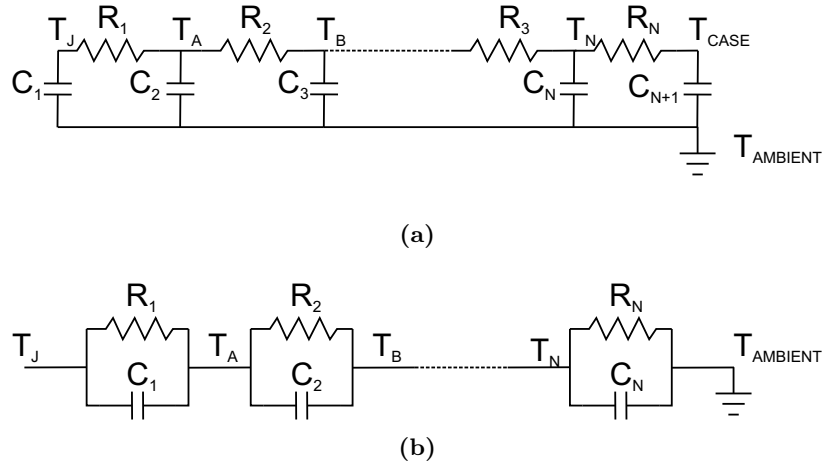 T_J R_1 T_A R_2 T_B R_3 T_N R_N T_CASE
C_1 C_2 C_3 C_N C_N+1
T_AMBIENT
(a)
R_1 R_2 R_N
T_J T_A T_B T_N T_AMBIENT
C_1 C_2 C_N
(b)